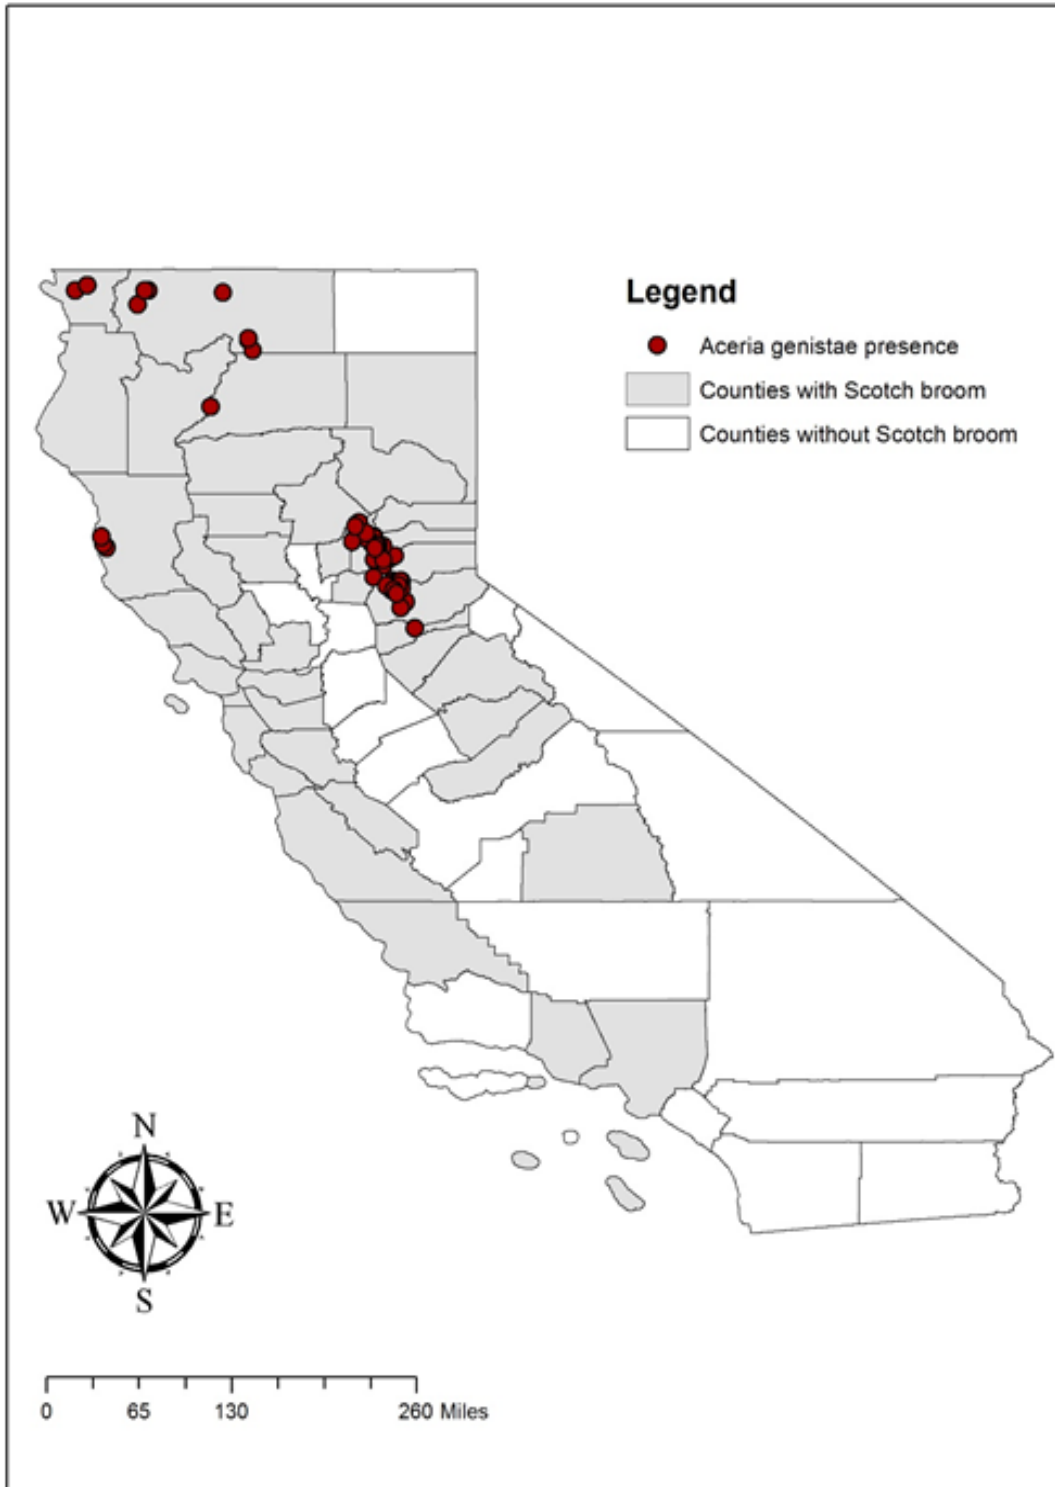 Legend
Aceria genistae presence
Counties with Scotch broom
Counties without Scotch broom
N
W E
S
0 65 130 260 Miles